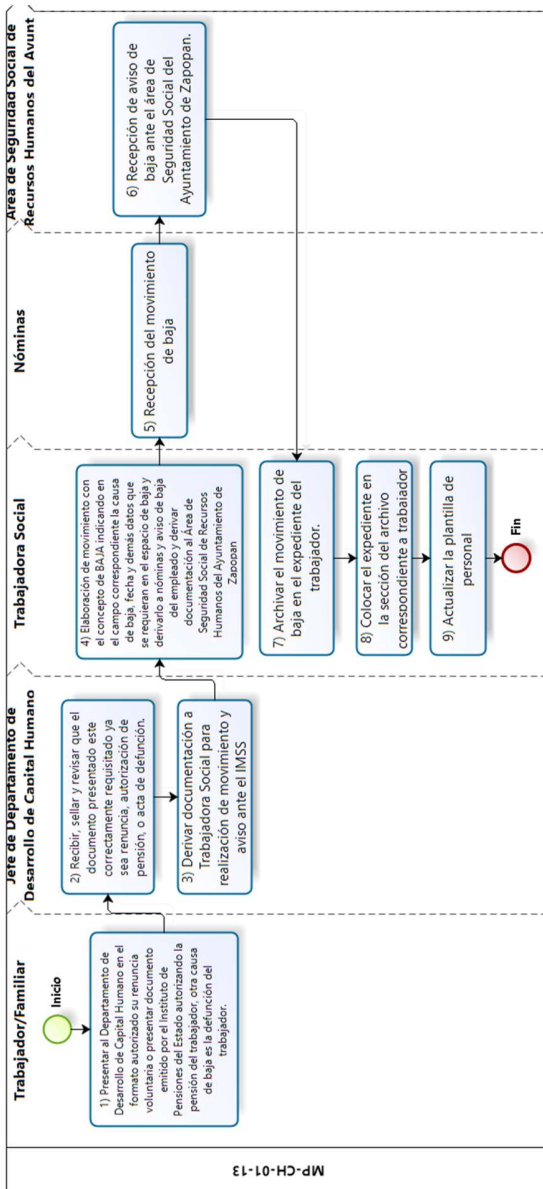 MP-CH-01-13
Trabajador/Familiar
Inicio
1) Presentar al Departamento de
Desarrollo de Capital Humano en el
formato autorizado su renuncia
voluntaria o presentar documento
emitido por el Instituto de
Pensiones del Estado autorizando la
pensión del trabajador, otra causa
de baja es la defunción del
trabajador.
Jefe de Departamento de
Desarrollo de Capital Humano
2) Recibir, sellar y revisar que el
documento presentado este
correctamente requisitado ya
sea renuncia, autorización de
pensión, o acta de defunción.
3) Derivar documentación a
Trabajadora Social para
realización de movimiento y
aviso ante el IMSS
Trabajadora Social
4) Elaboración de movimiento con
el concepto de BAJA indicando en
el campo correspondiente la causa
de baja, fecha y demás datos que
se requieran en el espacio de baja y
derivarlo a nóminas y aviso de baja
del empleado y derivar
documentación al Área de
Seguridad Social de Recursos
Humanos del Ayuntamiento de
Zapopan
Nóminas
5) Recepción del movimiento
de baja
Area de Seguridad Social de
Recursos Humanos del Ayunt
6) Recepción de aviso de
baja ante el área de
Seguridad Social del
Ayuntamiento de Zapopan.
7) Archivar el movimiento de
baja en el expediente del
trabajador.
8) Colocar el expediente en
la sección del archivo
correspondiente a trabajador
9) Actualizar la plantilla de
personal
Fin